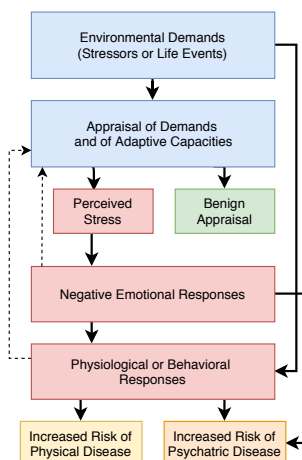 Environmental Demands
(Stressors or Life Events)
Appraisal of Demands
and of Adaptive Capacities
Perceived
Stress
Benign
Appraisal
Negative Emotional Responses
Physiological or Behavioral
Responses
Increased Risk of
Physical Disease
Increased Risk of
Psychatric Disease